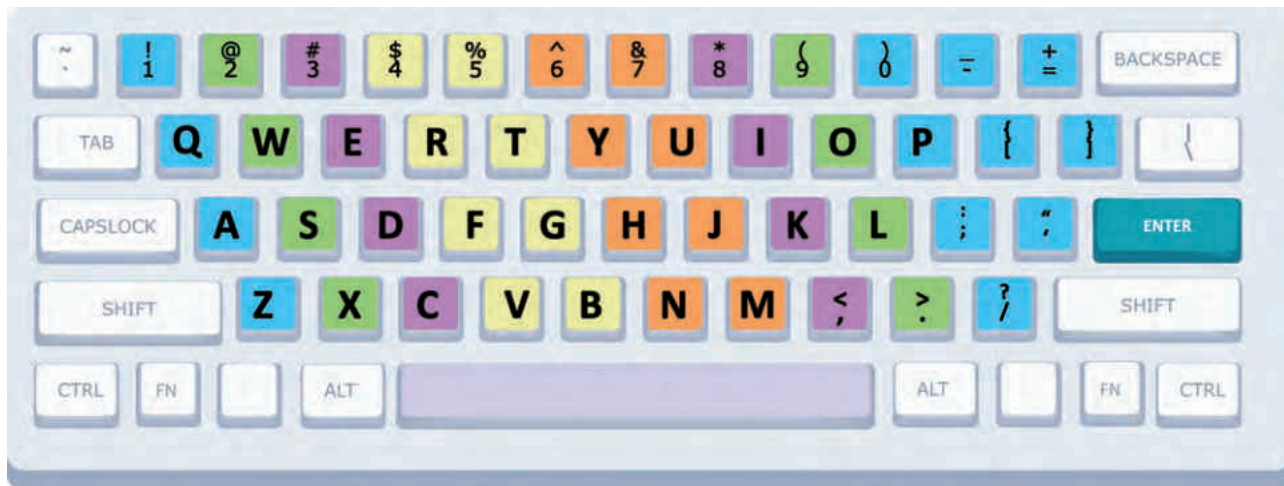 ~ ` ! 1 @ 2 # 3 $ 4 % 5 ^ 6 & 7 * 8 ( 9 ) 0 _ - + = BACKSPACE
TAB Q W E R T Y U I O P { [ } ] 
CAPSLOCK A S D F G H J K L : ; " ' ENTER
SHIFT Z X C V B N M < , > . ? / SHIFT
CTRL FN ALT ALT FN CTRL